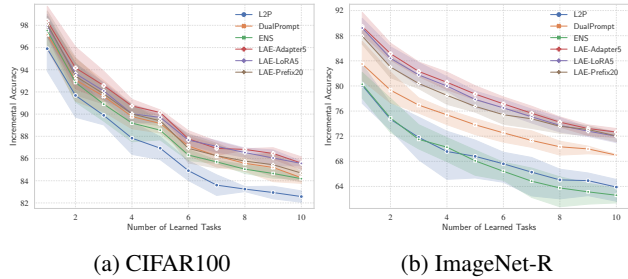 98
96
94
92
90
88
86
84
82
2
4
6
8
10
Incremental Accuracy
Number of Learned Tasks
L2P
DualPrompt
ENS
LAE-Adapter5
LAE-LoRA5
LAE-Prefix20
(a) CIFAR100
92
88
84
80
76
72
68
64
2
4
6
8
10
Incremental Accuracy
Number of Learned Tasks
L2P
DualPrompt
ENS
LAE-Adapter5
LAE-LoRA5
LAE-Prefix20
(b) ImageNet-R